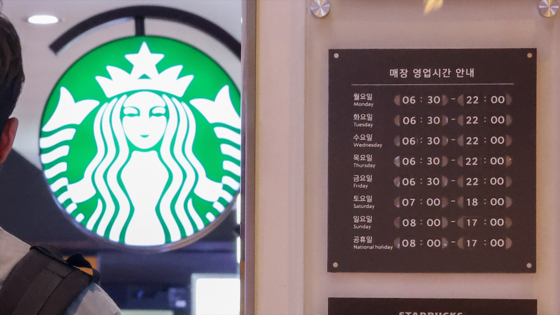 매장 영업시간 안내
월요일 06 : 30 - 22 : 00
Monday
화요일 06 : 30 - 22 : 00
Tuesday
수요일 06 : 30 - 22 : 00
Wednesday
목요일 06 : 30 - 22 : 00
Thursday
금요일 06 : 30 - 22 : 00
Friday
토요일 07 : 00 - 18 : 00
Saturday
일요일 08 : 00 - 17 : 00
Sunday
공휴일 08 : 00 - 17 : 00
National holiday
STARBUCKS